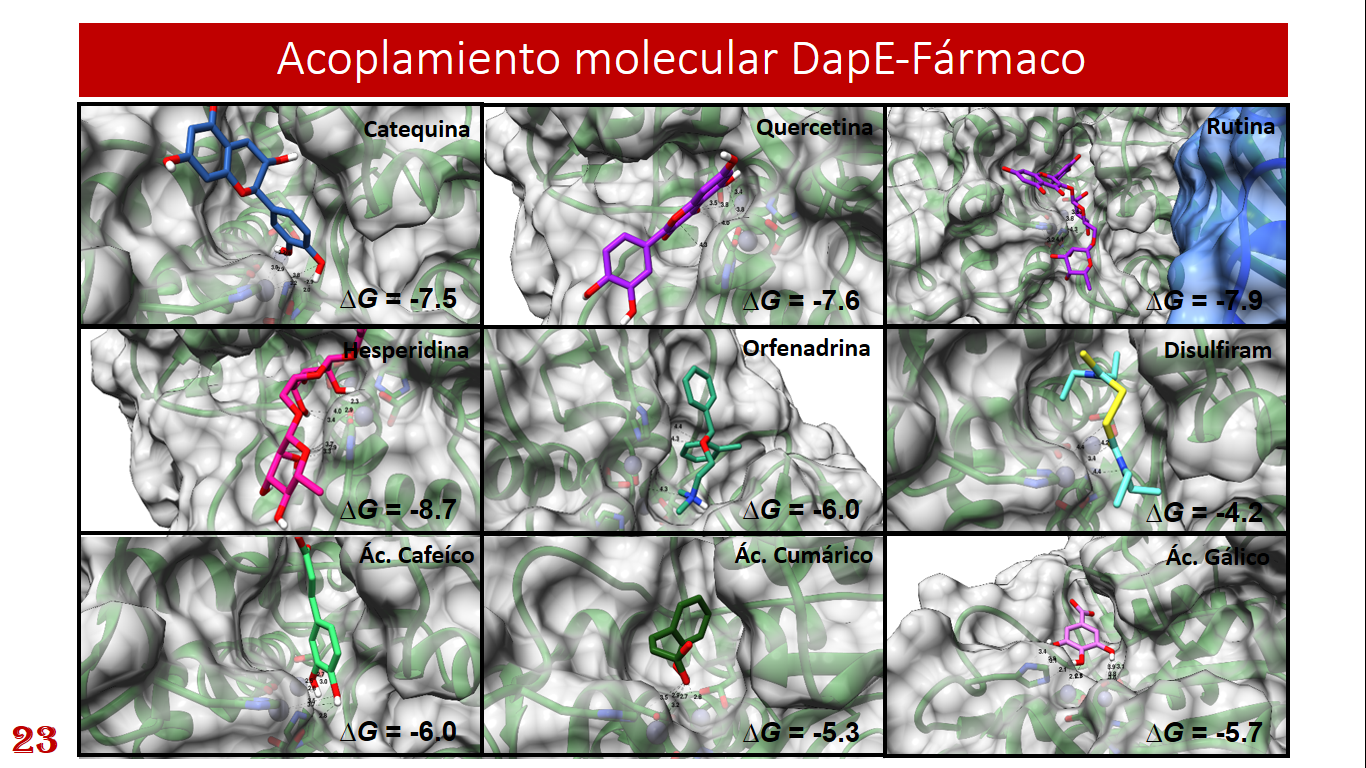 Acoplamiento molecular DapE-Fármaco
Catequina
ΔG = -7.5
Quercetina
ΔG = -7.6
Rutina
ΔG = -7.9
Hesperidina
ΔG = -8.7
Orfenadrina
ΔG = -6.0
Disulfiram
ΔG = -4.2
Ác. Cafeíco
ΔG = -6.0
Ác. Cumárico
ΔG = -5.3
Ác. Gálico
ΔG = -5.7
23